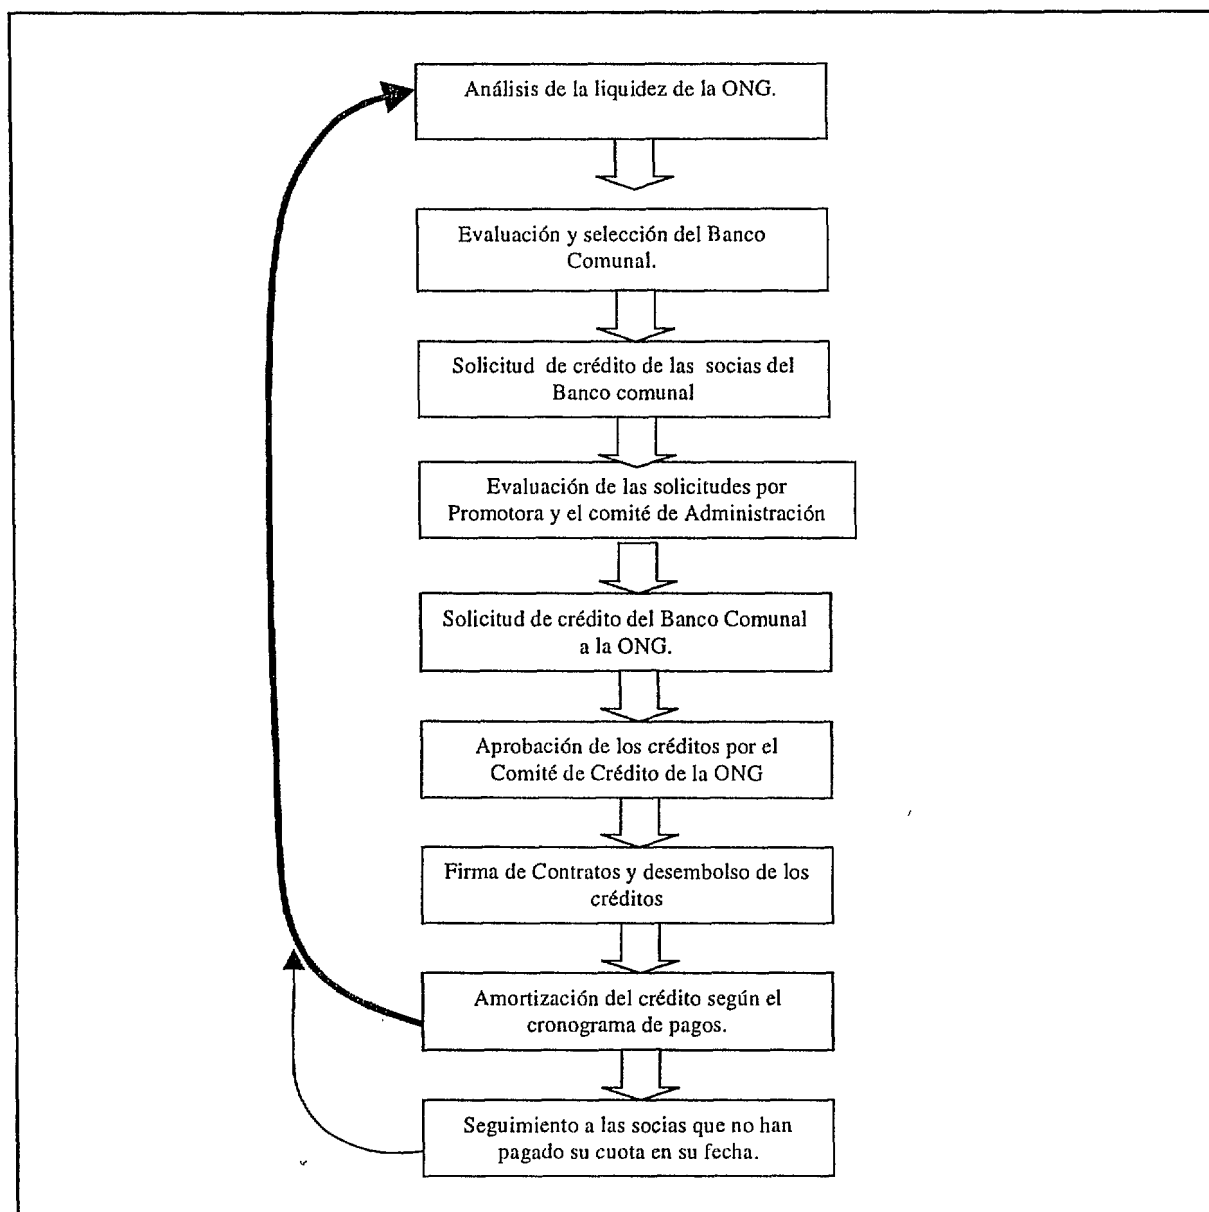 Análisis de la liquidez de la ONG.
Evaluación y selección del Banco
Comunal.
Solicitud de crédito de las socias del
Banco comunal
Evaluación de las solicitudes por
Promotora y el comité de Administración
Solicitud de crédito del Banco Comunal
a la ONG.
Aprobación de los créditos por el
Comité de Crédito de la ONG
Firma de Contratos y desembolso de los
créditos
Amortización del crédito según el
cronograma de pagos.
Seguimiento a las socias que no han
pagado su cuota en su fecha.